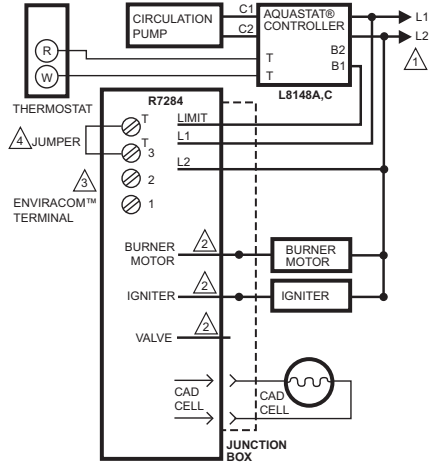 C1
CIRCULATION
PUMP
C2
AQUASTAT®
CONTROLLER
L1
L2
1
R
W
T
T
B2
B1
THERMOSTAT
R7284
L8148A,C
T
LIMIT
4 JUMPER
T
L1
3
L2
3
2
ENVIRACOM™
TERMINAL
1
BURNER
MOTOR
2
BURNER
MOTOR
IGNITER
2
IGNITER
VALVE
2
CAD
CELL
CAD
CELL
JUNCTION
BOX